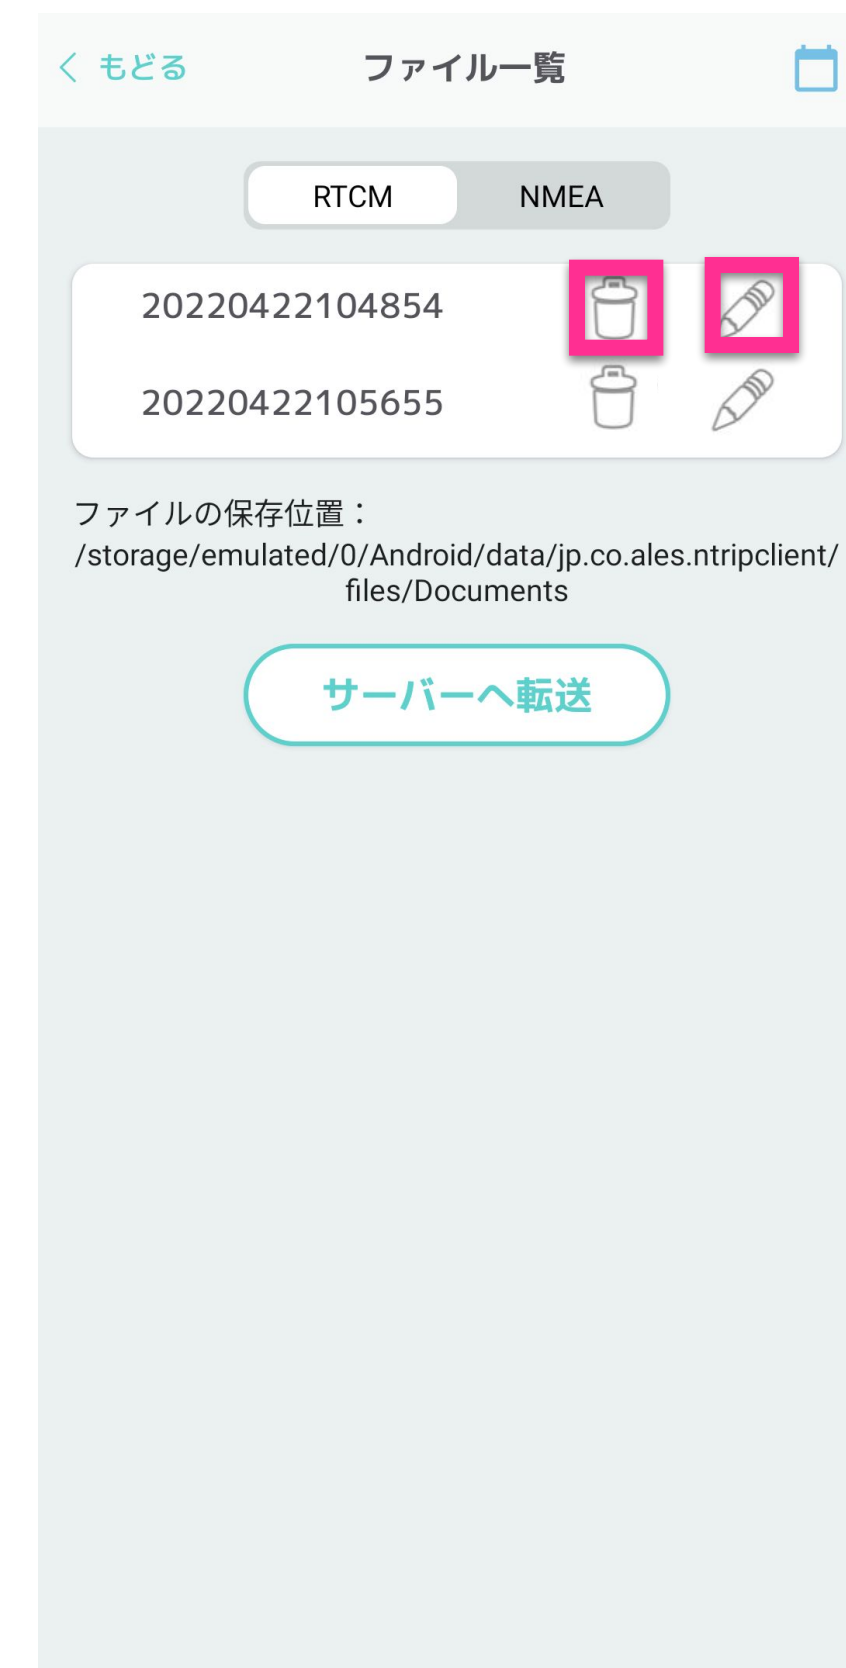 もどる
ファイル一覧
RTCM
NMEA
20220422104854
20220422105655
ファイルの保存位置：
/storage/emulated/0/Android/data/jp.co.ales.ntripclient/
files/Documents
サーバーへ転送